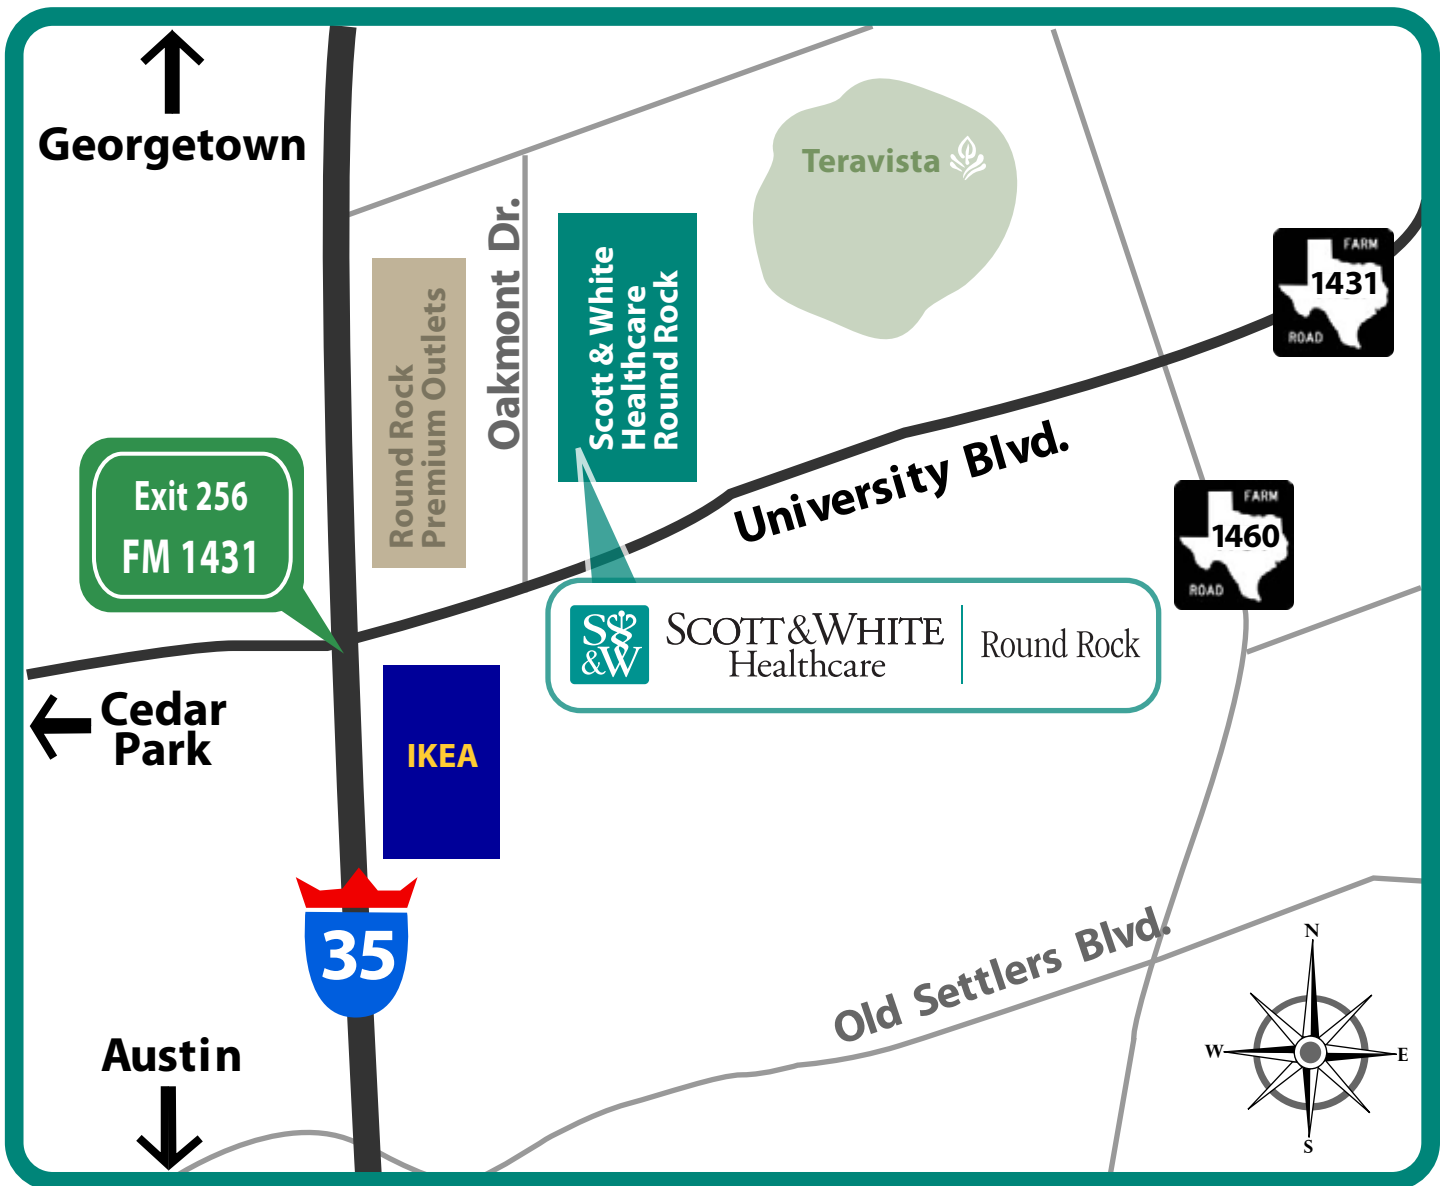 Georgetown
Teravista
Oakmont Dr.
Scott & White
Healthcare
Round Rock
Round Rock
Premium Outlets
FARM
1431
ROAD
University Blvd.
Exit 256
FM 1431
FARM
1460
ROAD
S&W
SCOTT & WHITE
Healthcare
Round Rock
Cedar
Park
IKEA
35
Old Settlers Blvd.
Austin
N
W
E
S